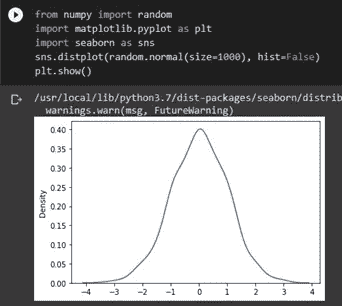 from numpy import random
import matplotlib.pyplot as plt
import seaborn as sns
sns.distplot(random.normal(size=1000), hist=False)
plt.show()
/usr/local/lib/python3.7/dist-packages/seaborn/distrib
warnings.warn(msg, FutureWarning)
0.40
0.35
0.30
0.25
0.20
0.15
0.10
0.05
0.00
Density
-4 -3 -2 -1 0 1 2 3 4